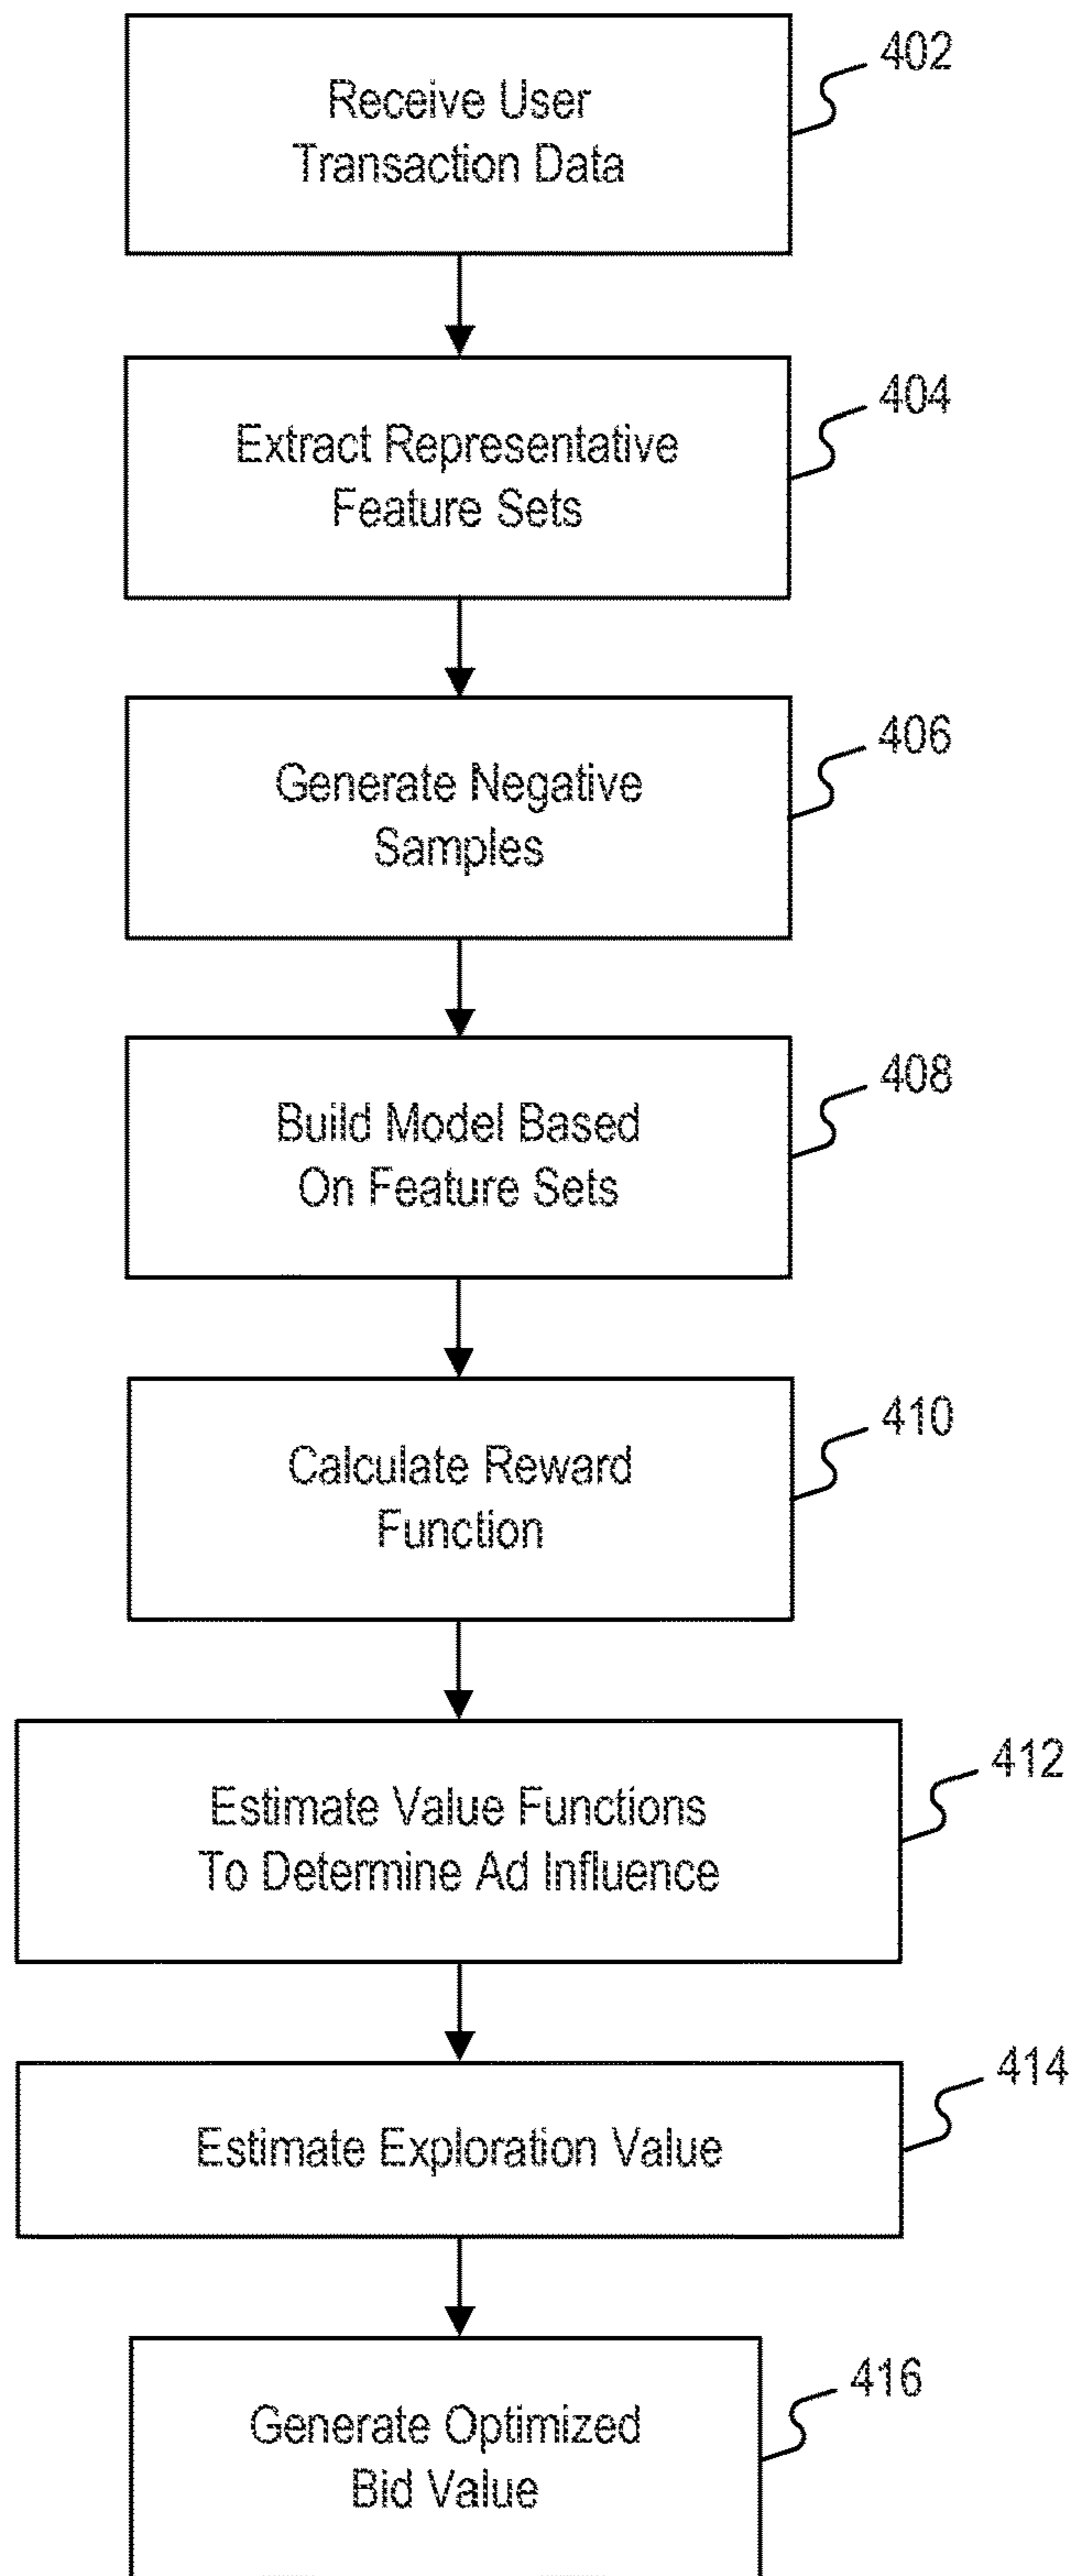 Receive User
Transaction Data
402
Extract Representative
Feature Sets
404
Generate Negative
Samples
406
Build Model Based
On Feature Sets
408
Calculate Reward
Function
410
Estimate Value Functions
To Determine Ad Influence
412
Estimate Exploration Value
414
Generate Optimized
Bid Value
416